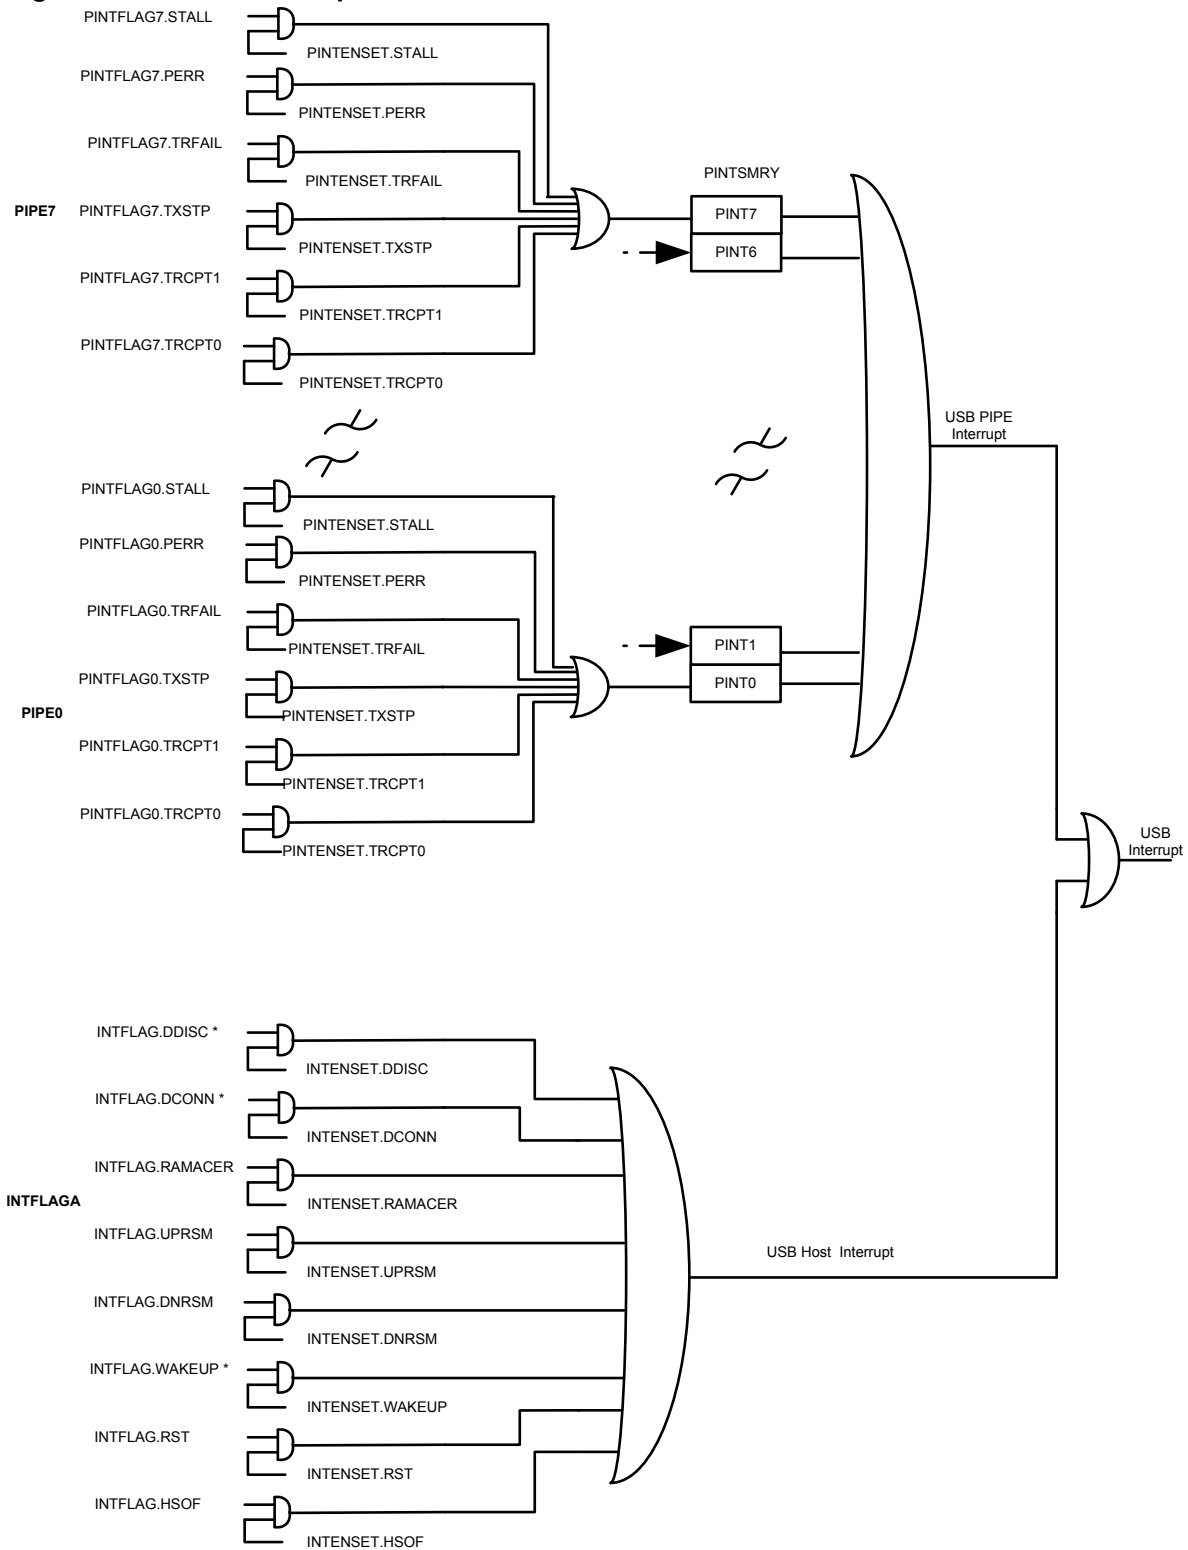 PINTFLAG7.STALL
PINTENSET.STALL
PINTFLAG7.PERR
PINTENSET.PERR
PINTFLAG7.TRFAIL
PINTENSET.TRFAIL
PINTSMRY
PIPE7 PINTFLAG7.TXSTP
PINT7
PINTENSET.TXSTP
PINT6
PINTFLAG7.TRCPT1
PINTENSET.TRCPT1
PINTFLAG7.TRCPT0
PINTENSET.TRCPT0
USB PIPE
Interrupt
PINTFLAG0.STALL
PINTENSET.STALL
PINTFLAG0.PERR
PINTENSET.PERR
PINTFLAG0.TRFAIL
PINTENSET.TRFAIL
PINT1
PINTFLAG0.TXSTP
PINT0
PIPE0
PINTENSET.TXSTP
PINTFLAG0.TRCPT1
PINTENSET.TRCPT1
PINTFLAG0.TRCPT0
PINTENSET.TRCPT0
USB
Interrupt
INTFLAG.DDISC *
INTENSET.DDISC
INTFLAG.DCONN *
INTENSET.DCONN
INTFLAG.RAMACER
INTFLAGA
INTENSET.RAMACER
INTFLAG.UPRSM
USB Host Interrupt
INTENSET.UPRSM
INTFLAG.DNRSM
INTENSET.DNRSM
INTFLAG.WAKEUP *
INTENSET.WAKEUP
INTFLAG.RST
INTENSET.RST
INTFLAG.HSOF
INTENSET.HSOF